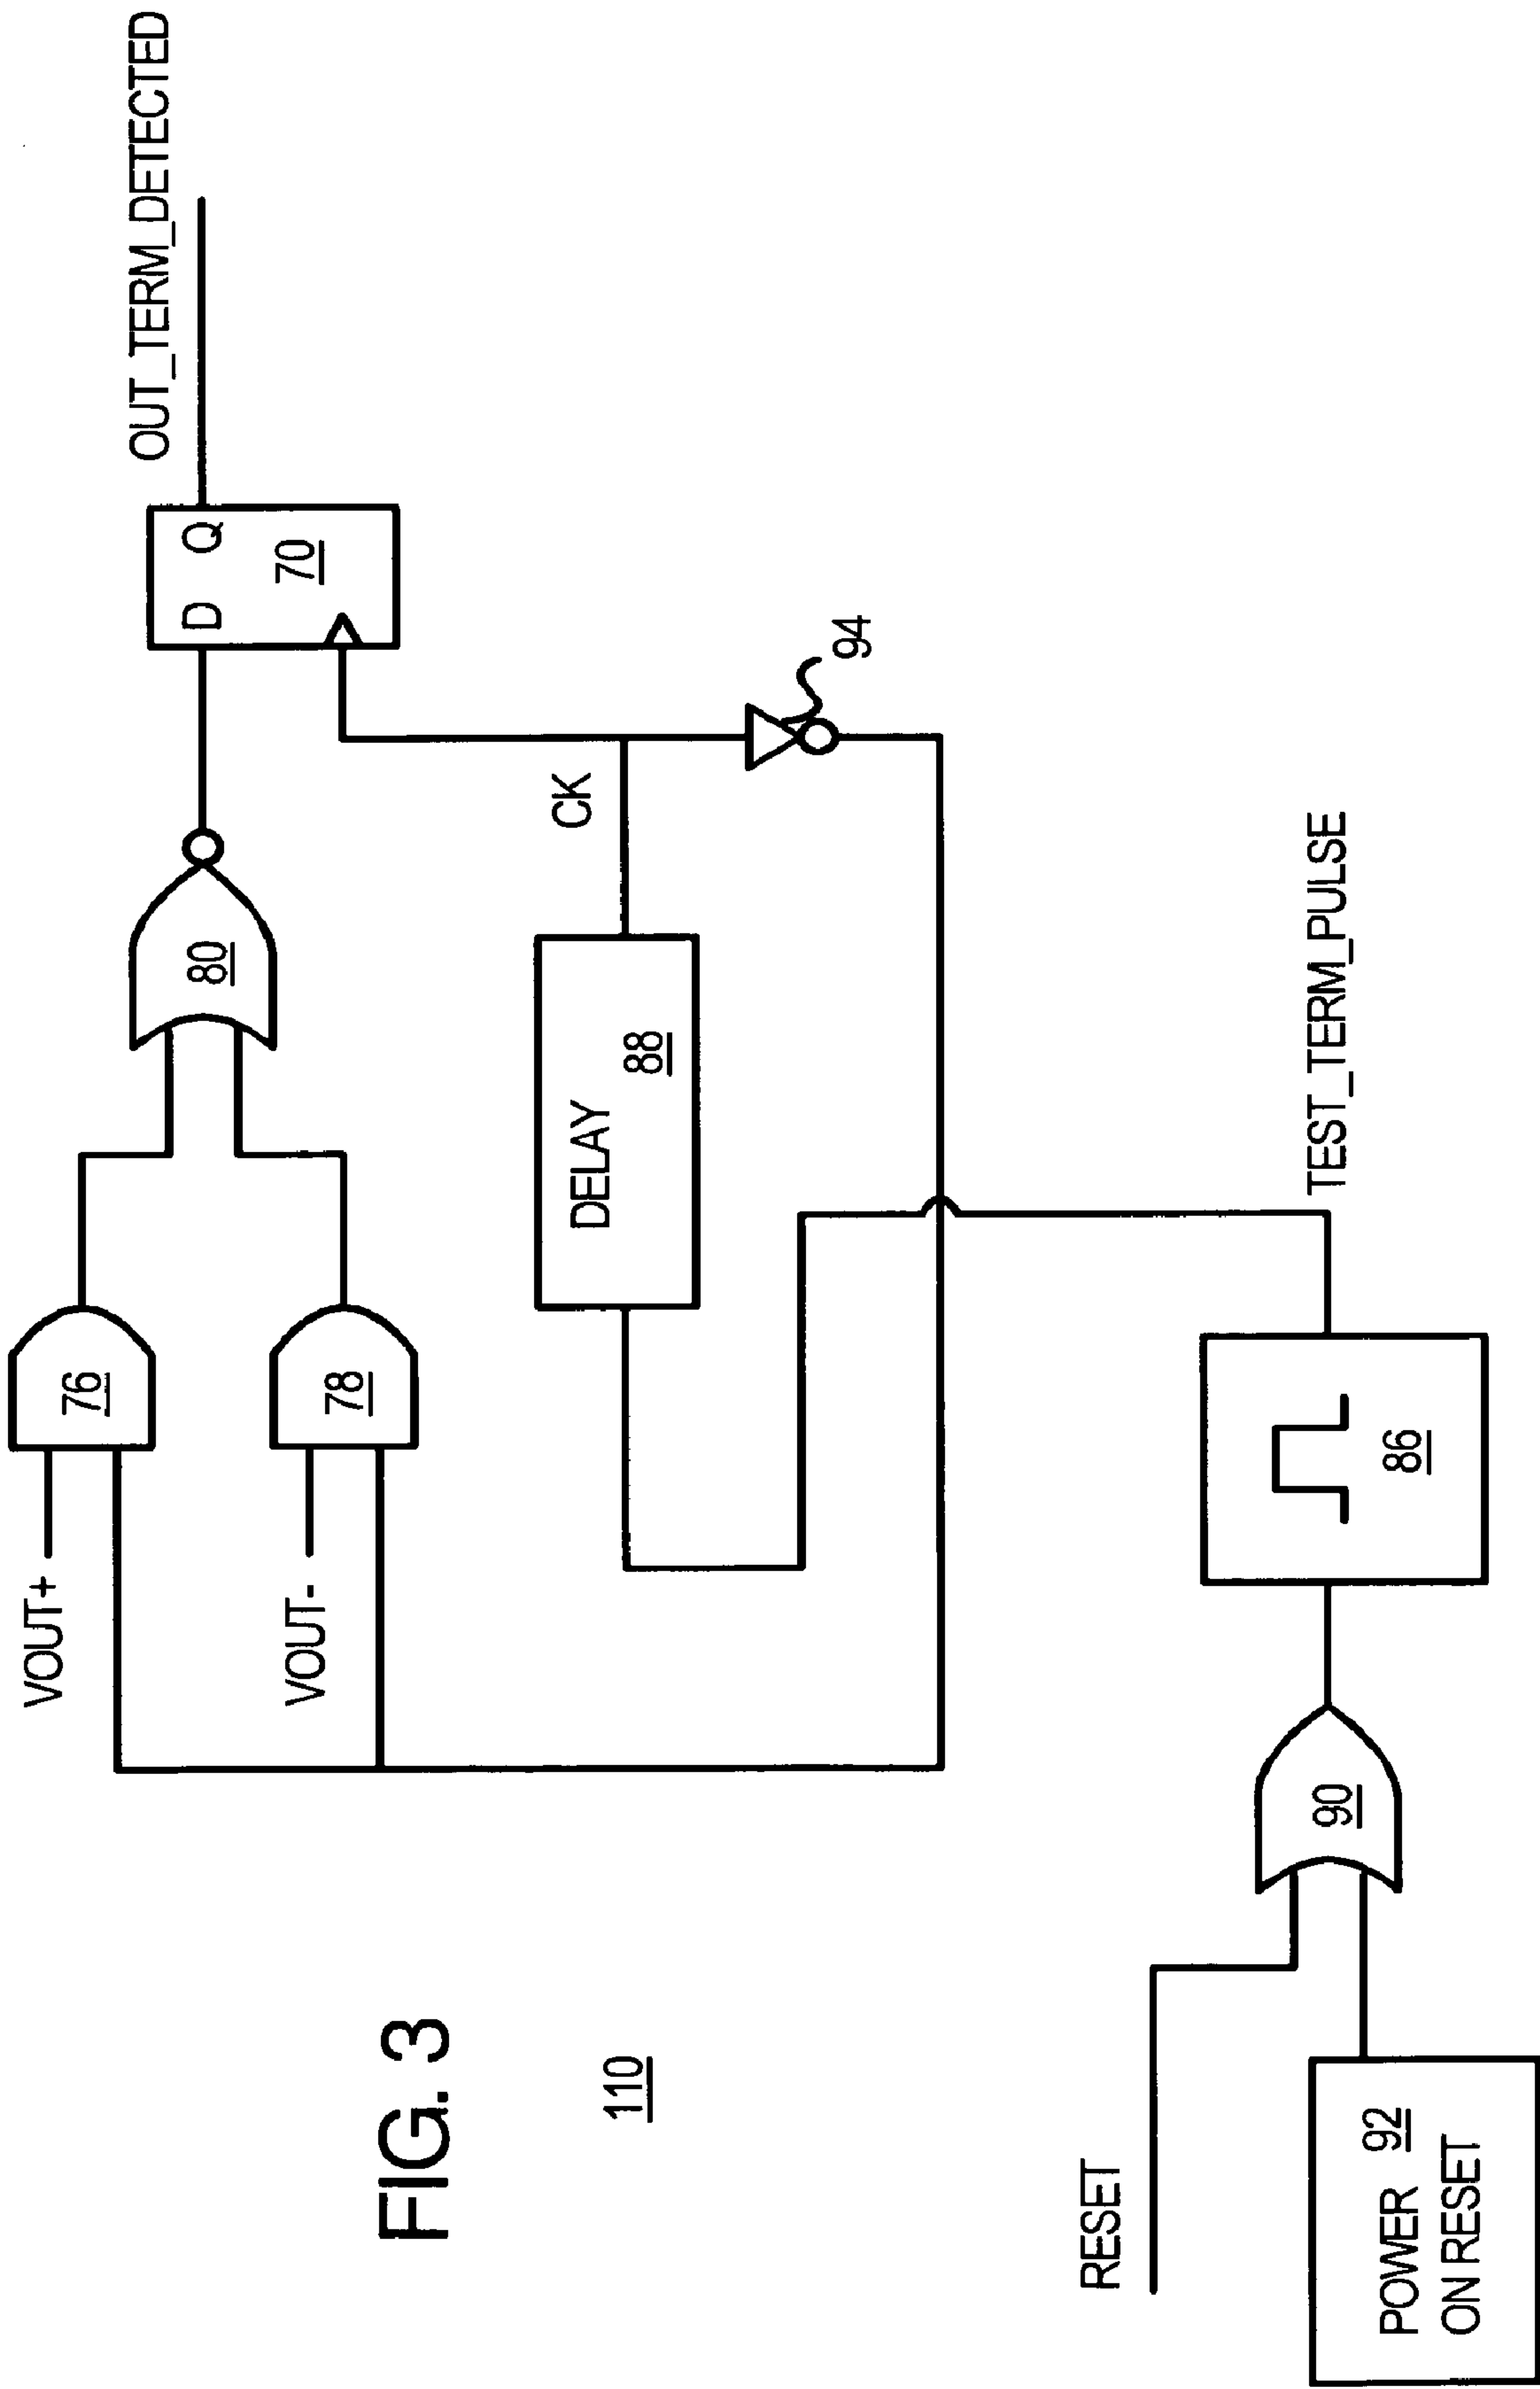 FIG. 3
110
VOUT+
76
VOUT-
78
80
D Q
70
OUT_TERM_DETECTED
DELAY
88
CK
94
RESET
POWER 92
ON RESET
90
86
TEST_TERM_PULSE